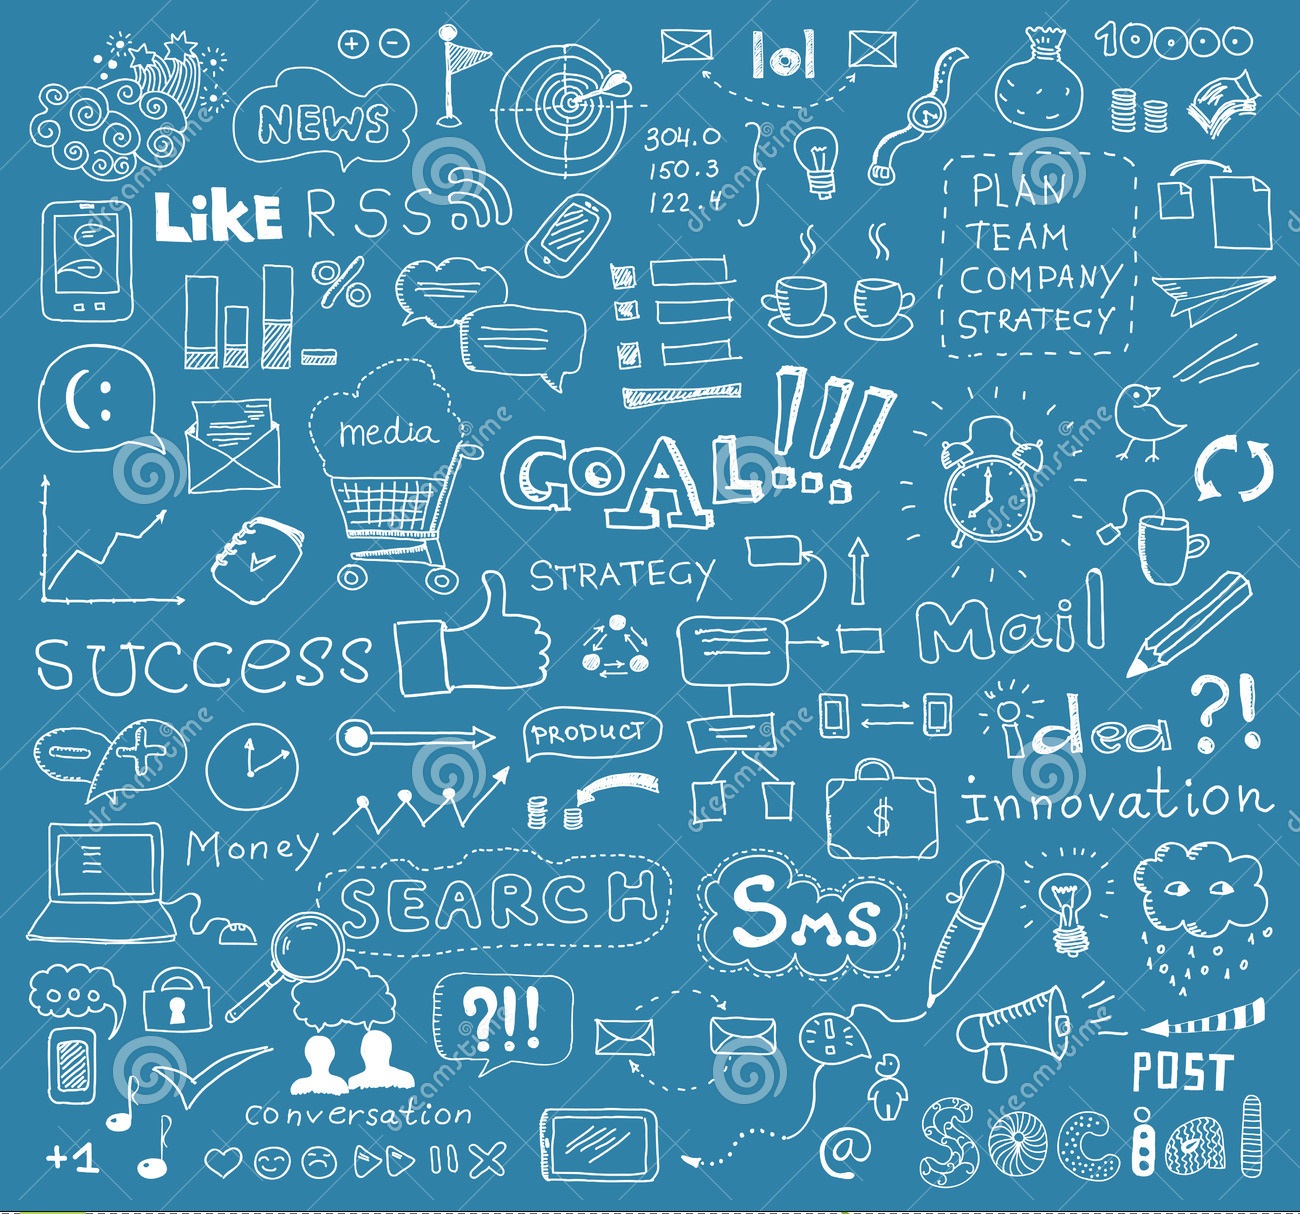 10000
NEWS
304.0
150.3
122.4
PLAN
TEAM
COMPANY
STRATEGY
LiKE RSS
%
media
GOAL!!!
STRATEGY
Mail
success
?!
idea
PRODUCT
innovation
$
Money
SEARCH
SMS
?!!
!
POST
conversation
+1
@
social
dreamstime